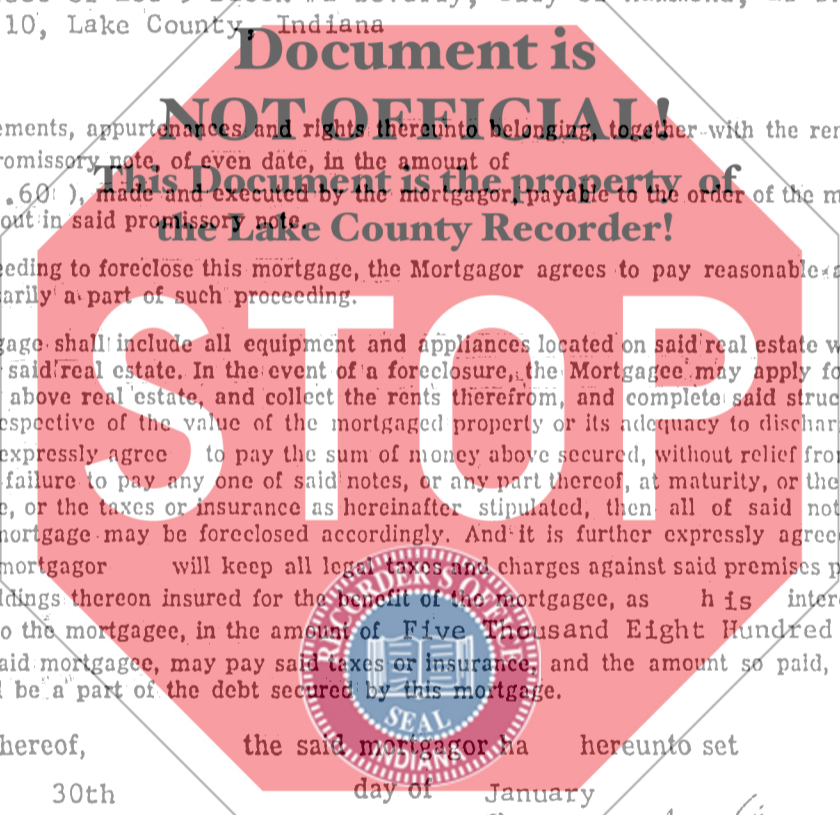 10, Lake County, Indiana
Document is
NOT OFFICIAL!
ements, appurtenances and rights thereunto belonging, together with the ren
romissory note, of even date, in the amount of
This Document is the property of
.60 ), made and executed by the mortgagor, payable to the order of the m
out in said promissory note.
the Lake County Recorder!
eeding to foreclose this mortgage, the Mortgagor agrees to pay reasonable a
arily a part of such proceeding.
STOP
gage shall include all equipment and appliances located on said real estate w
said real estate. In the event of a foreclosure, the Mortgagee may apply fo
above real estate, and collect the rents therefrom, and complete said struc
espective of the value of the mortgaged property or its adequacy to dischar
expressly agree to pay the sum of money above secured, without relief fro
failure to pay any one of said notes, or any part thereof, at maturity, or the
e, or the taxes or insurance as hereinafter stipulated, then all of said not
ortgage may be foreclosed accordingly. And it is further expressly agree
mortgagor will keep all legal taxes and charges against said premises p
ldings thereon insured for the benefit of the mortgagee, as h is inter
o the mortgagee, in the amount of Five Thousand Eight Hundred
aid mortgagee, may pay said taxes or insurance, and the amount so paid,
be a part of the debt secured by this mortgage.
RECORDER'S OFFICE
SEAL
INDIANA
hereof, the said mortgagor ha hereunto set
30th day of January